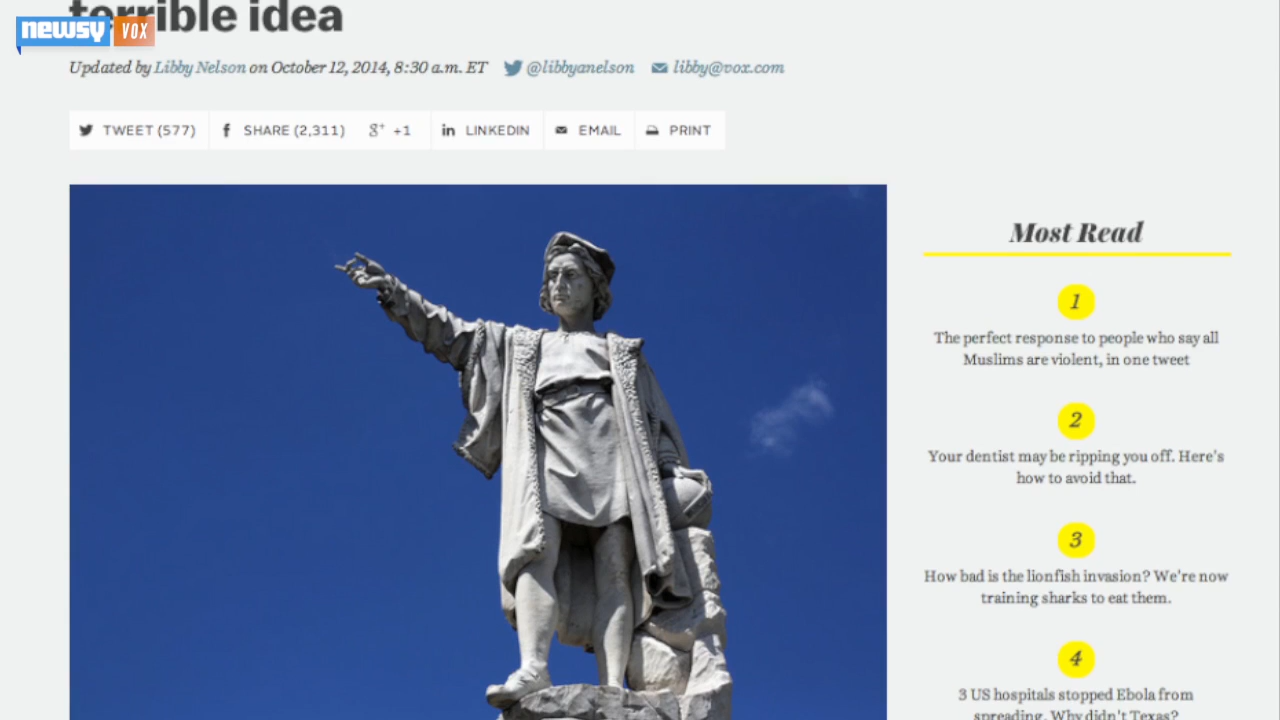 terrible idea
newsy VOX
Updated by Libby Nelson on October 12, 2014, 8:30 a.m. ET @libbyanelson libby@vox.com
TWEET (577) SHARE (2,311) g+ +1 LINKEDIN EMAIL PRINT
Most Read
1
The perfect response to people who say all
Muslims are violent, in one tweet
2
Your dentist may be ripping you off. Here's
how to avoid that.
3
How bad is the lionfish invasion? We're now
training sharks to eat them.
4
3 US hospitals stopped Ebola from
spreading. Why didn't Texas?